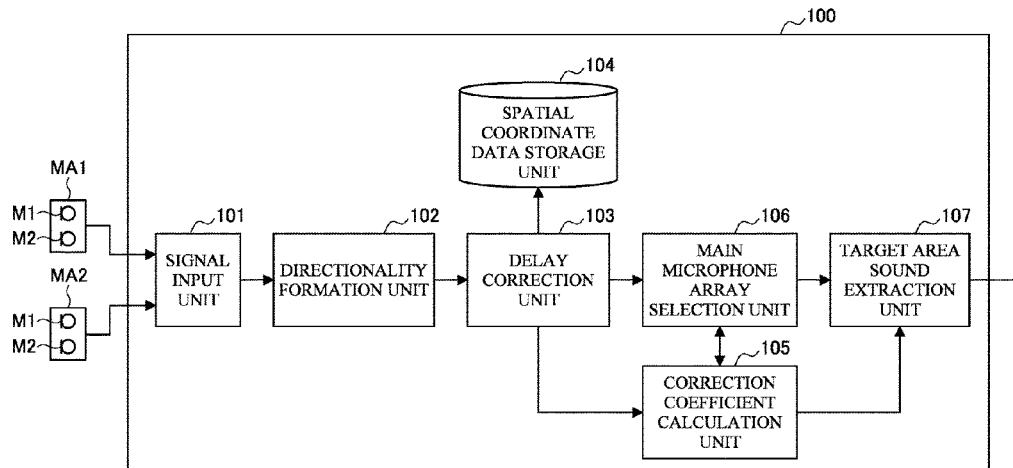 100
104
SPATIAL
COORDINATE
DATA STORAGE
UNIT
MA1
M1
M2
101
SIGNAL
INPUT
UNIT
102
DIRECTIONALITY
FORMATION UNIT
103
DELAY
CORRECTION
UNIT
106
MAIN
MICROPHONE
ARRAY
SELECTION UNIT
107
TARGET AREA
SOUND
EXTRACTION
UNIT
MA2
M1
M2
105
CORRECTION
COEFFICIENT
CALCULATION
UNIT